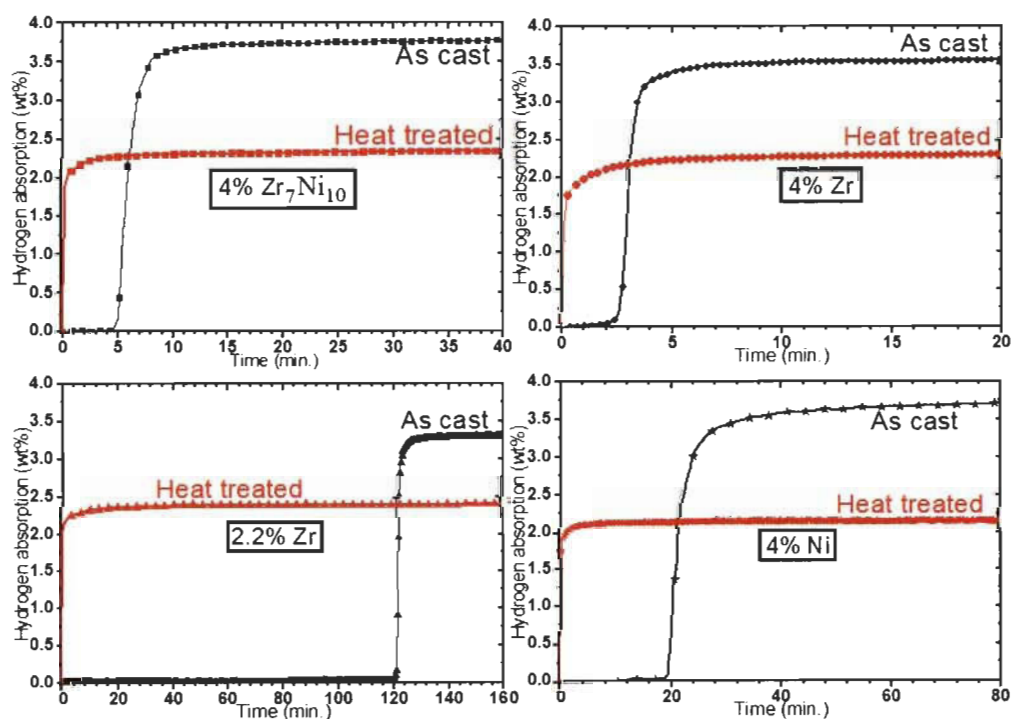 4.0
3.5
3.0
2.5
2.0
1.5
1.0
0.5
0.0
Hydrogen absorption (wt%)
As cast
Heat treated
4% Zr7Ni10
0 5 10 15 20 25 30 35 40
Time (min.)
4.0
3.5
3.0
2.5
2.0
1.5
1.0
0.5
0.0
Hydrogen absorption (wt%)
As cast
Heat treated
4% Zr
0 5 10 15 20
Time (min.)
4.0
3.5
3.0
2.5
2.0
1.5
1.0
0.5
0.0
Hydrogen absorption (wt%)
As cast
Heat treated
2.2% Zr
0 20 40 60 80 100 120 140 160
Time (min.)
4.0
3.5
3.0
2.5
2.0
1.5
1.0
0.5
0.0
Hydrogen absorption (wt%)
As cast
Heat treated
4% Ni
0 20 40 60 80
Time (min.)